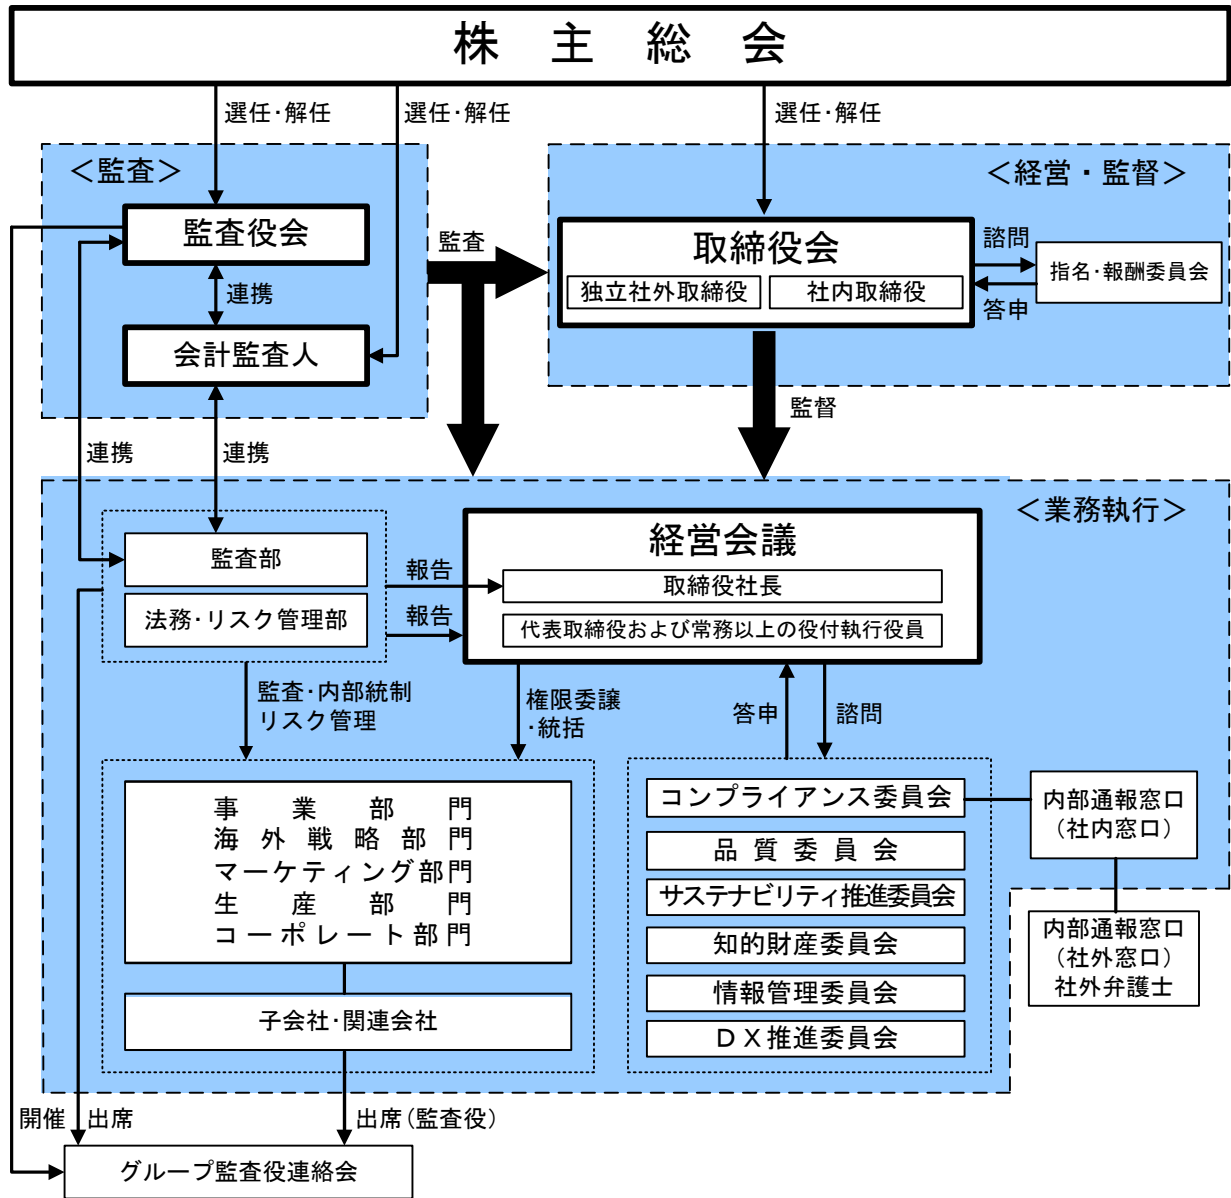 株主総会
選任・解任
選任・解任
選任・解任
＜監査＞
＜経営・監督＞
監査役会
監査
取締役会
独立社外取締役
社内取締役
諮問
指名・報酬委員会
答申
連携
会計監査人
監督
連携
連携
＜業務執行＞
監査部
法務・リスク管理部
報告
報告
経営会議
取締役社長
代表取締役および常務以上の役付執行役員
監査・内部統制
リスク管理
権限委譲
・統括
答申
諮問
事業部門
海外戦略部門
マーケティング部門
生産部門
コーポレート部門
子会社・関連会社
コンプライアンス委員会
品質委員会
サステナビリティ推進委員会
知的財産委員会
情報管理委員会
ＤＸ推進委員会
内部通報窓口
（社内窓口）
内部通報窓口
（社外窓口）
社外弁護士
開催
出席
出席（監査役）
グループ監査役連絡会